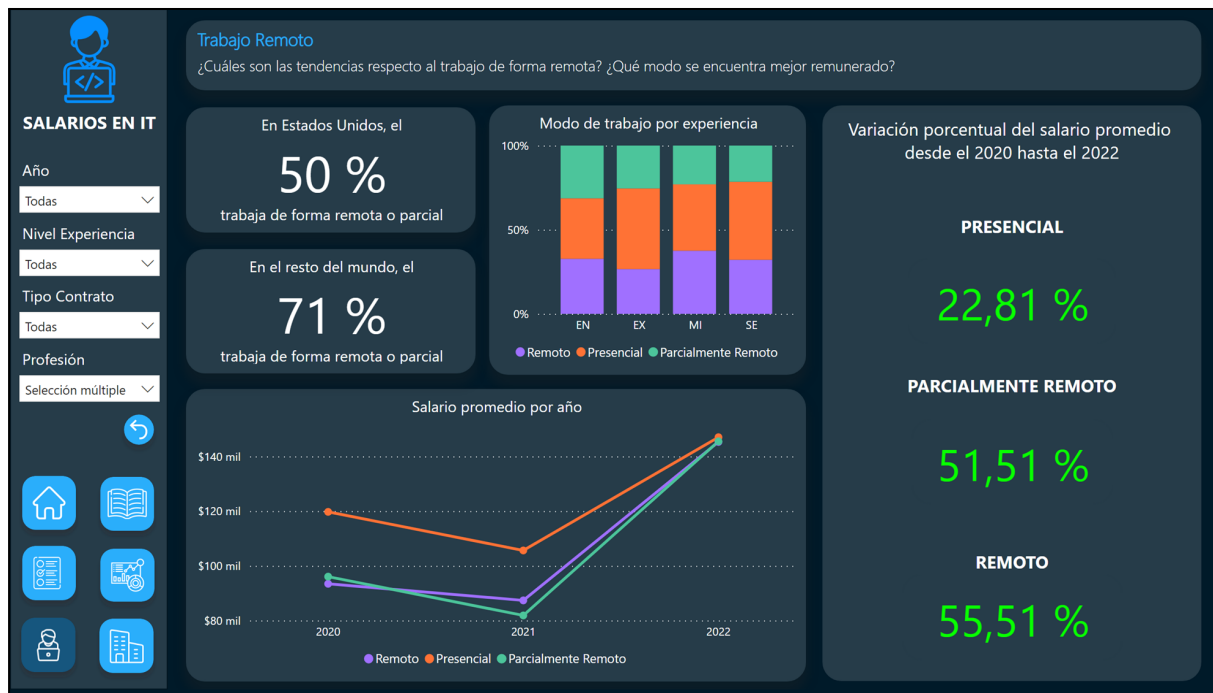 </>
SALARIOS EN IT
Año
Todas
Nivel Experiencia
Todas
Tipo Contrato
Todas
Profesión
Selección múltiple
Trabajo Remoto
¿Cuáles son las tendencias respecto al trabajo de forma remota? ¿Qué modo se encuentra mejor remunerado?
En Estados Unidos, el
50 %
trabaja de forma remota o parcial
En el resto del mundo, el
71 %
trabaja de forma remota o parcial
Modo de trabajo por experiencia
100%
50%
0%
EN EX MI SE
Remoto Presencial Parcialmente Remoto
Salario promedio por año
$140 mil
$120 mil
$100 mil
$80 mil
2020 2021 2022
Remoto Presencial Parcialmente Remoto
Variación porcentual del salario promedio
desde el 2020 hasta el 2022
PRESENCIAL
22,81 %
PARCIALMENTE REMOTO
51,51 %
REMOTO
55,51 %